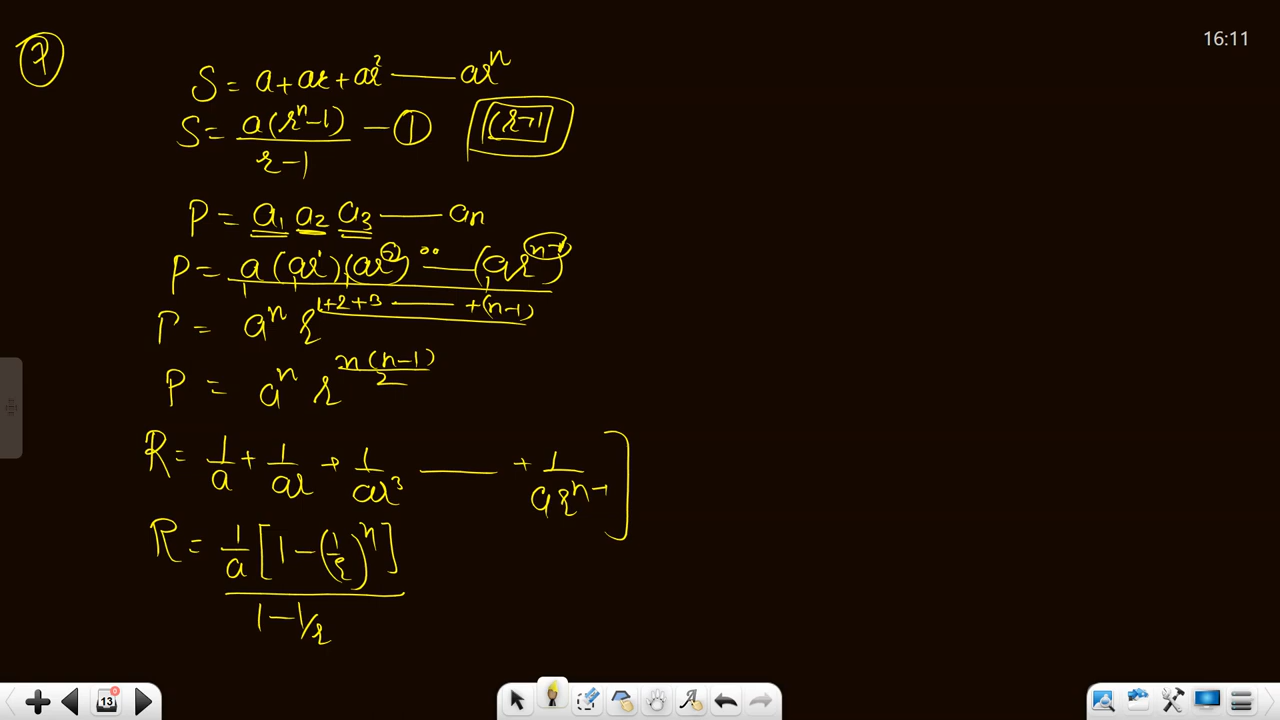 16:11
7
S = a + ar + ar² —— arⁿ
S = a(rⁿ-1)/r-1 — ① (r>1)
P = a₁ a₂ a₃ —— aₙ
P = a (ar¹) (ar²) .. —— (arⁿ⁻¹)
P = aⁿ r^1+2+3 —— +(n-1)
P = aⁿ r^n(n-1)/2
R = 1/a + 1/ar + 1/ar³ —— + 1/arⁿ⁻¹ ]
R = 1/a [1-(1/r)ⁿ] / 1-1/r
13